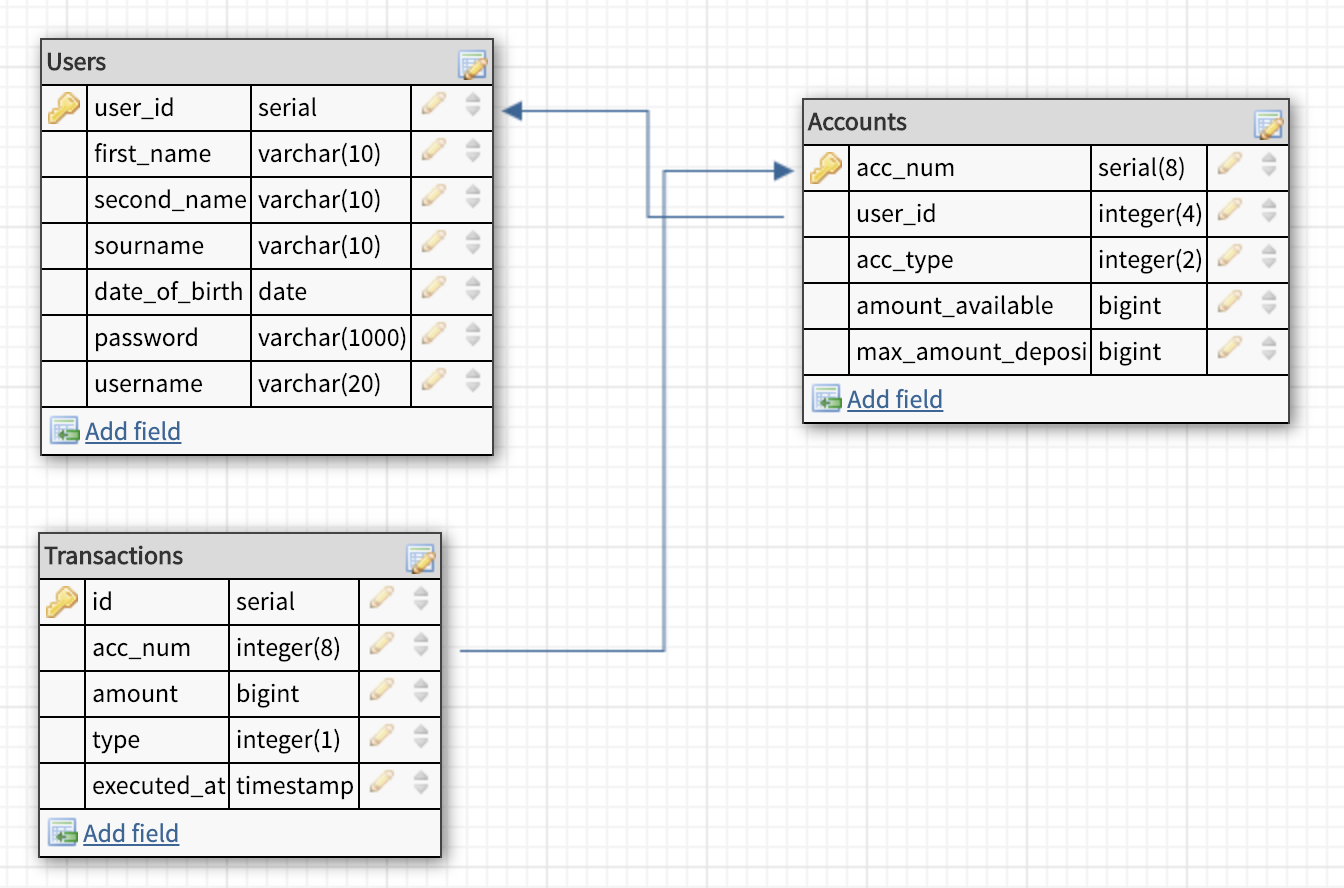 Users
user_id serial
first_name varchar(10)
second_name varchar(10)
sourname varchar(10)
date_of_birth date
password varchar(1000)
username varchar(20)
Add field
Accounts
acc_num serial(8)
user_id integer(4)
acc_type integer(2)
amount_available bigint
max_amount_deposi bigint
Add field
Transactions
id serial
acc_num integer(8)
amount bigint
type integer(1)
executed_at timestamp
Add field